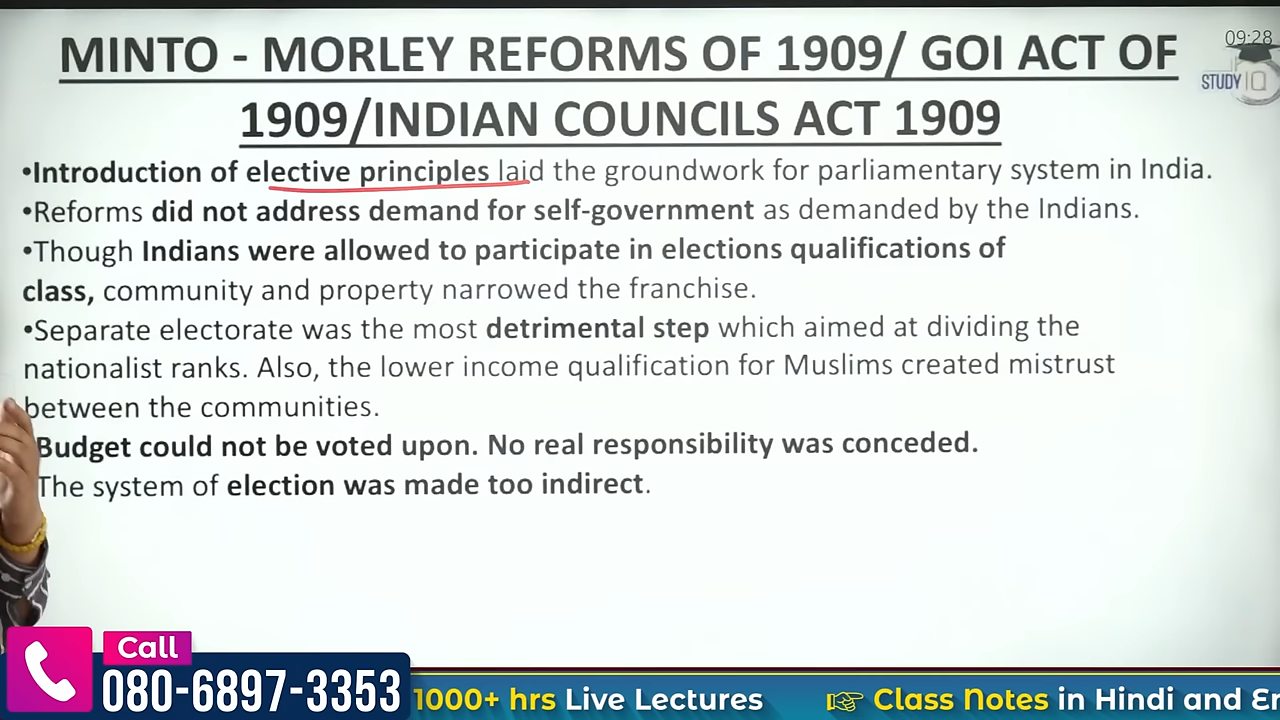 MINTO - MORLEY REFORMS OF 1909/ GOI ACT OF
1909/INDIAN COUNCILS ACT 1909
09:28
STUDY IQ
•Introduction of elective principles laid the groundwork for parliamentary system in India.
•Reforms did not address demand for self-government as demanded by the Indians.
•Though Indians were allowed to participate in elections qualifications of
class, community and property narrowed the franchise.
•Separate electorate was the most detrimental step which aimed at dividing the
nationalist ranks. Also, the lower income qualification for Muslims created mistrust
between the communities.
Budget could not be voted upon. No real responsibility was conceded.
The system of election was made too indirect.
Call
080-6897-3353
1000+ hrs Live Lectures
Class Notes in Hindi and